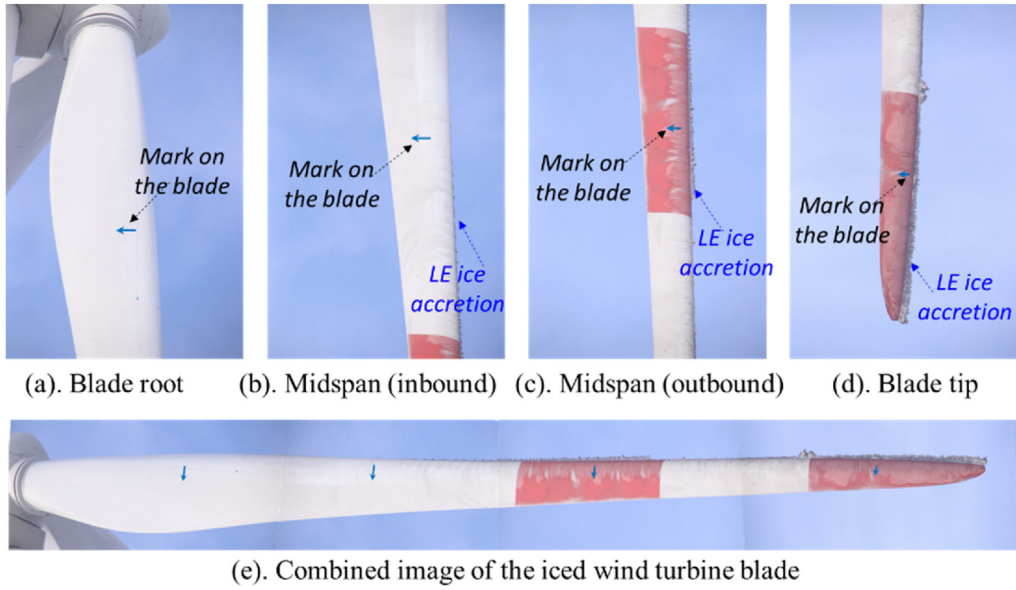 Mark on
the blade
Mark on
the blade
LE ice
accretion
Mark on
the blade
LE ice
accretion
Mark on
the blade
LE ice
accretion
(a). Blade root
(b). Midspan (inbound)
(c). Midspan (outbound)
(d). Blade tip
(e). Combined image of the iced wind turbine blade